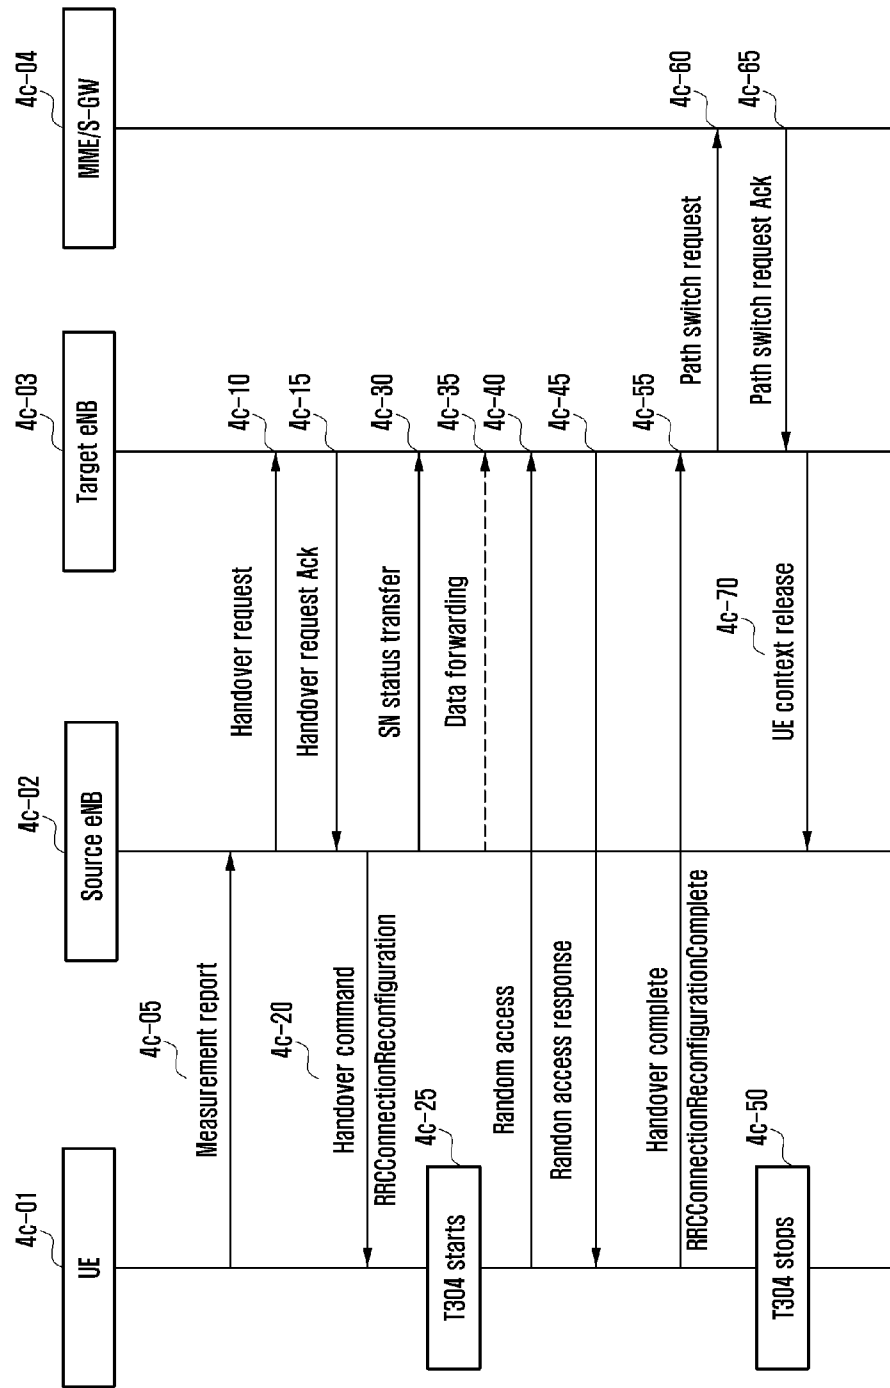 4c-01
4c-02
4c-03
4c-04
UE
Source eNB
Target eNB
MME/S-GW
4c-05
Measurement report
Handover request
4c-10
Handover request Ack
4c-15
4c-20
Handover command
RRCConnectionReconfiguration
SN status transfer
4c-30
4c-25
T304 starts
Data forwarding
4c-35
Random access
4c-40
Randon access response
4c-45
Handover complete
RRCConnectionReconfigurationComplete
4c-55
Path switch request
4c-60
4c-50
T304 stops
Path switch request Ack
4c-65
4c-70
UE context release